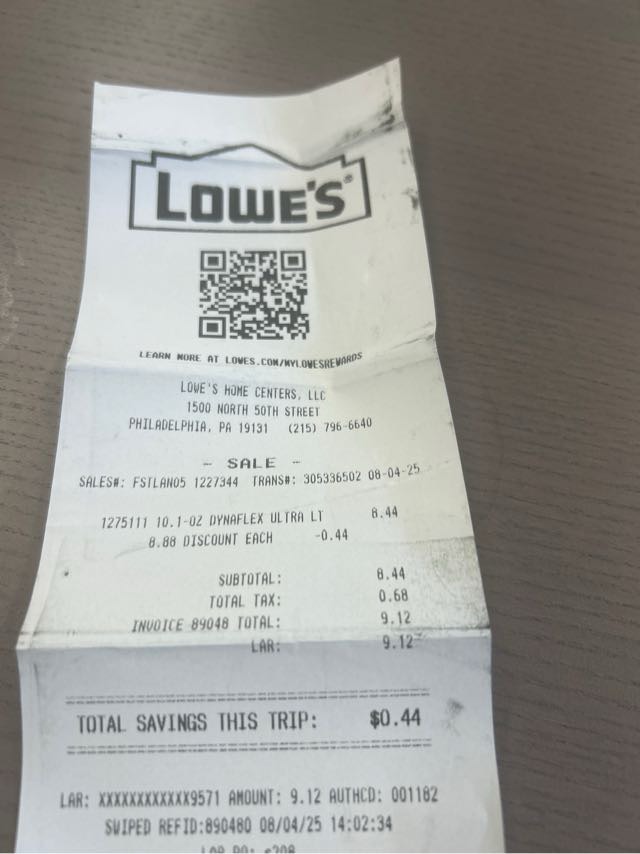 LOWE'S®
LEARN MORE AT LOWES.COM/MYLOWESREWARDS
LOWE'S HOME CENTERS, LLC
1500 NORTH 50TH STREET
PHILADELPHIA, PA 19131 (215) 796-6640
- SALE -
SALES#: FSTLAN05 1227344 TRANS#: 305336502 08-04-25
1275111 10.1-OZ DYNAFLEX ULTRA LT 8.44
8.88 DISCOUNT EACH -0.44
SUBTOTAL: 8.44
TOTAL TAX: 0.68
INVOICE 89048 TOTAL: 9.12
LAR: 9.12
TOTAL SAVINGS THIS TRIP: $0.44
LAR: XXXXXXXXXXXX9571 AMOUNT: 9.12 AUTHCD: 001182
SWIPED REFID:890480 08/04/25 14:02:34